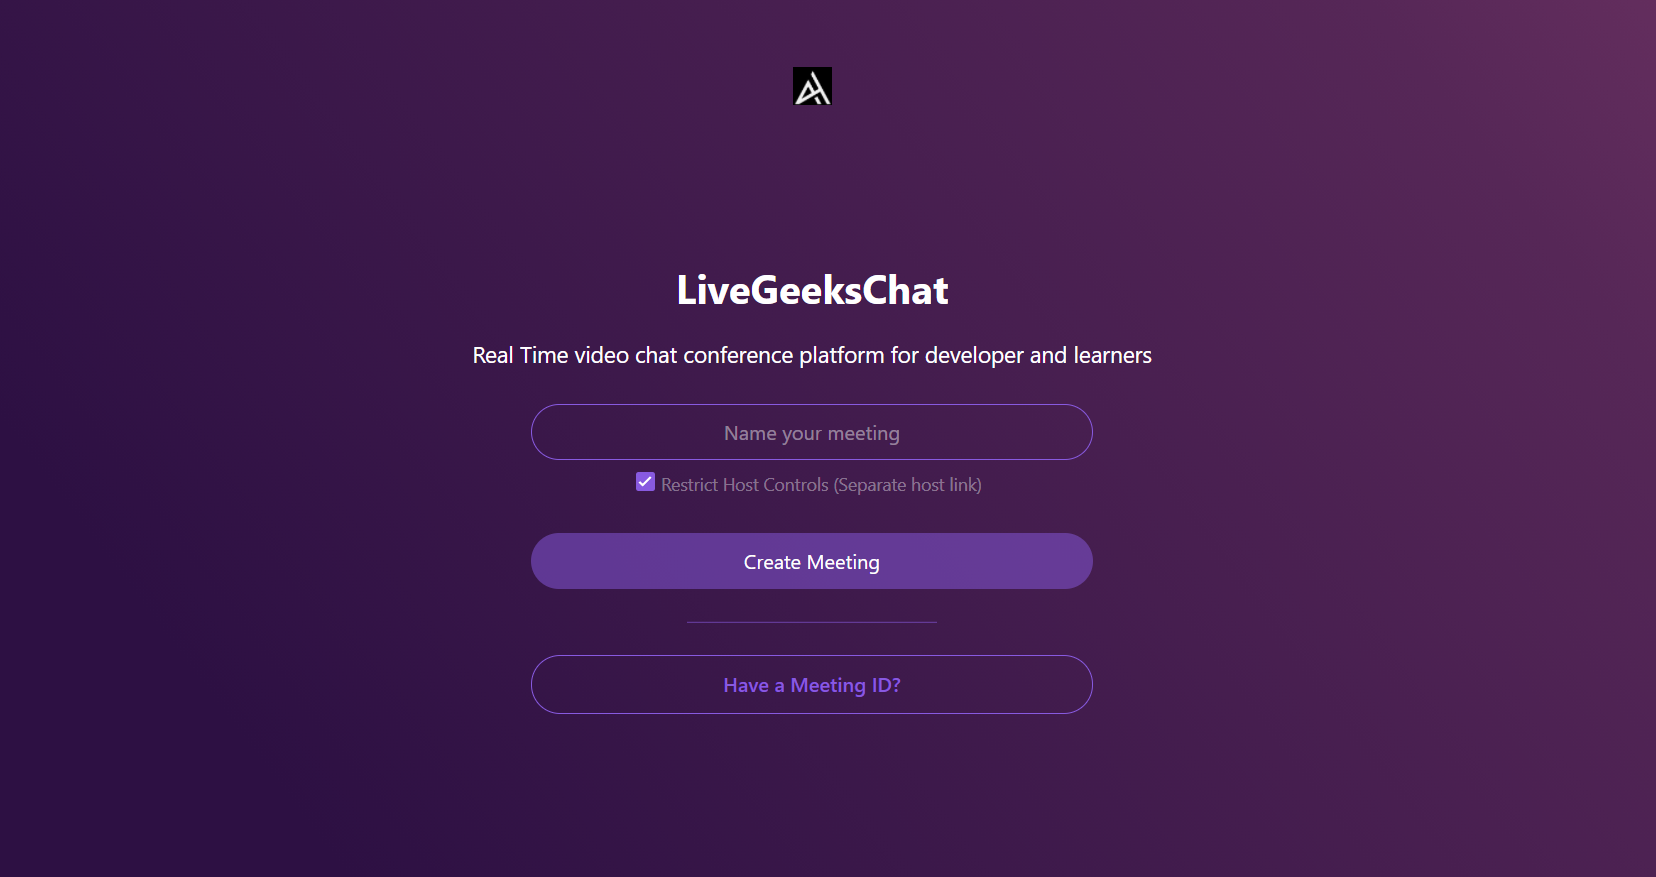 LiveGeeksChat
Real Time video chat conference platform for developer and learners
Name your meeting
Restrict Host Controls (Separate host link)
Create Meeting
Have a Meeting ID?